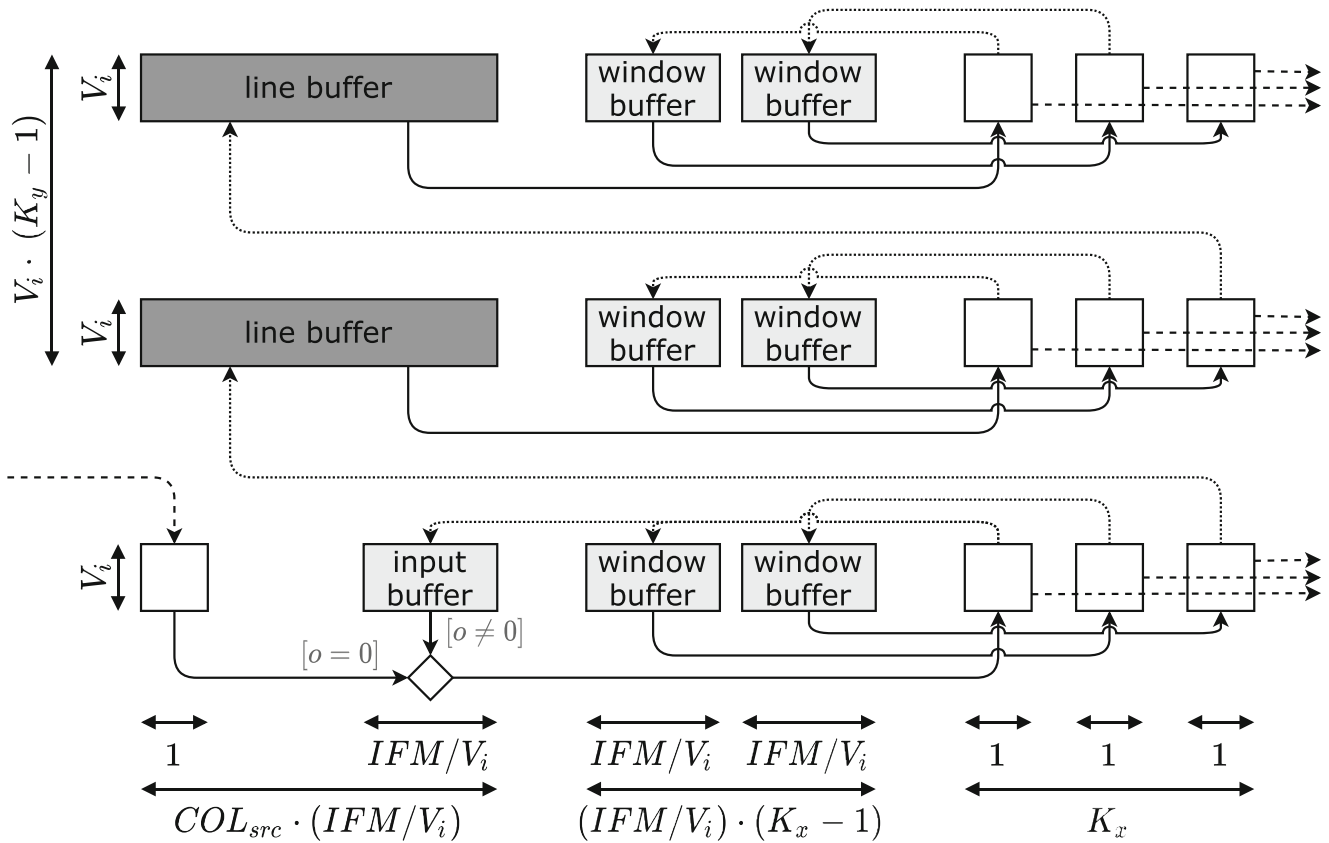 V_i
line buffer
window
buffer
window
buffer
V_i · (K_y − 1)
V_i
line buffer
window
buffer
window
buffer
V_i
input
buffer
window
buffer
window
buffer
[o = 0]
[o ≠ 0]
1
IFM/V_i
IFM/V_i
IFM/V_i
1
1
1
COL_src · (IFM/V_i)
(IFM/V_i) · (K_x − 1)
K_x